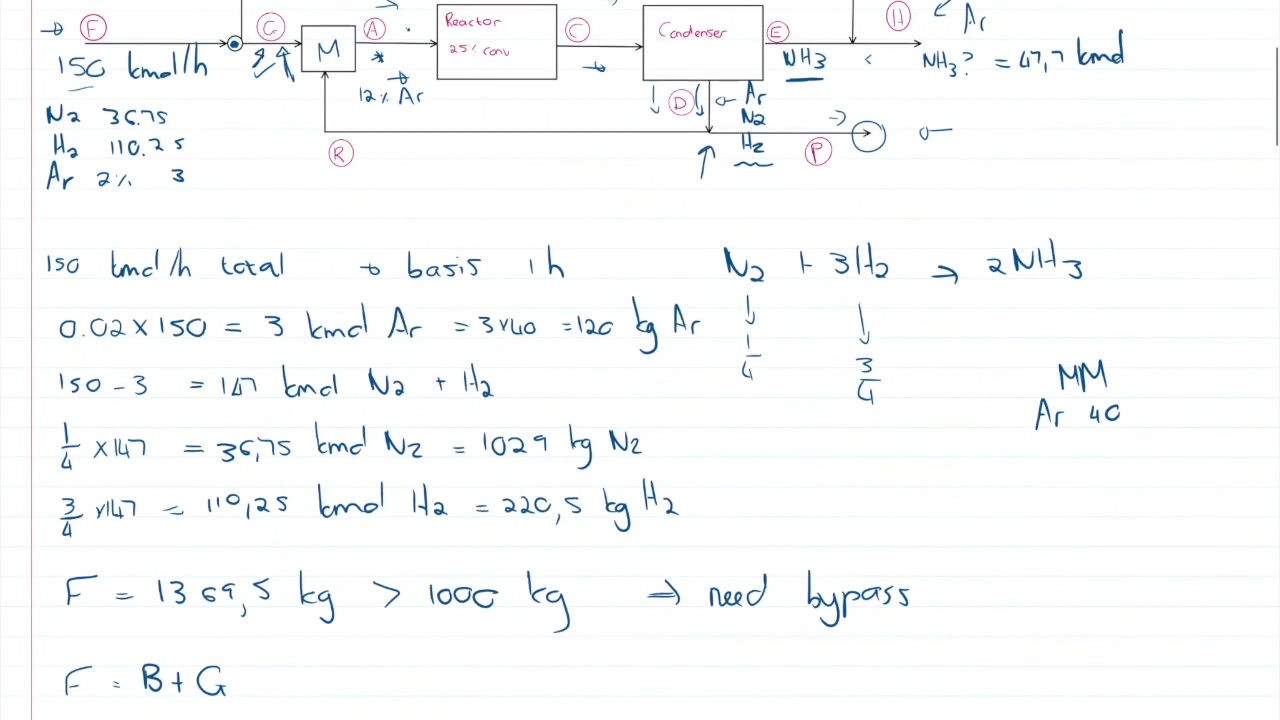 F
G
A
Reactor
25% conv
C
Condenser
E
H
Ar
150 kmol/h
M
12% Ar
NH3
NH3? = 47,7 kmol
D
Ar
N2
H2
R
P
N2 36.75
H2 110.25
Ar 2% 3
150 kmol/h total → basis 1h
N2 + 3H2 → 2NH3
0.02 x 150 = 3 kmol Ar = 3x40 = 120 kg Ar
1/4
3/4
150 - 3 = 147 kmol N2 + H2
MM
Ar 40
1/4 x 147 = 36,75 kmol N2 = 1029 kg N2
3/4 x 147 = 110,25 kmol H2 = 220,5 kg H2
F = 1369,5 kg > 1000 kg → need bypass
F = B + G